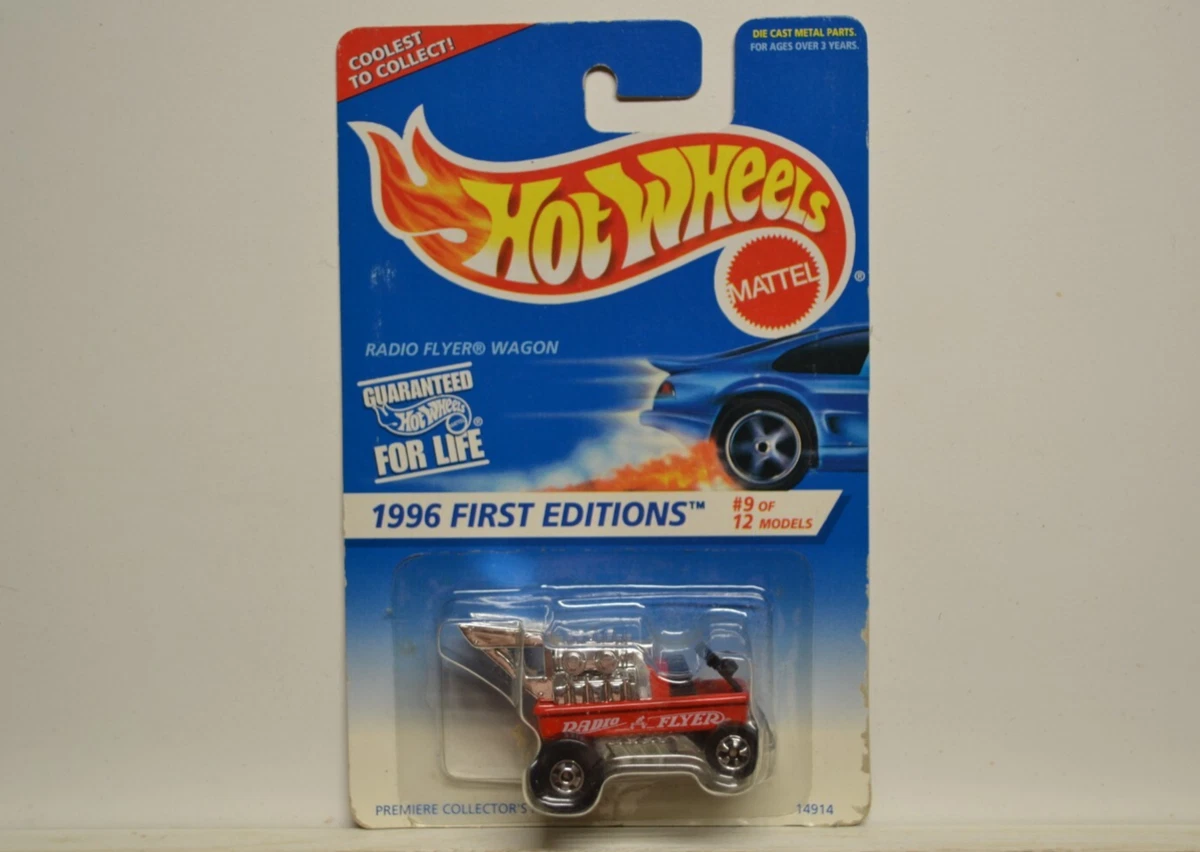 COOLEST
TO COLLECT!
DIE CAST METAL PARTS.
FOR AGES OVER 3 YEARS.
HOT WHEELS
MATTEL
®
RADIO FLYER® WAGON
GUARANTEED
HOT WHEELS ®
FOR LIFE
1996 FIRST EDITIONS™
#9 OF
12 MODELS
RADIO FLYER
PREMIERE COLLECTOR'S
14914